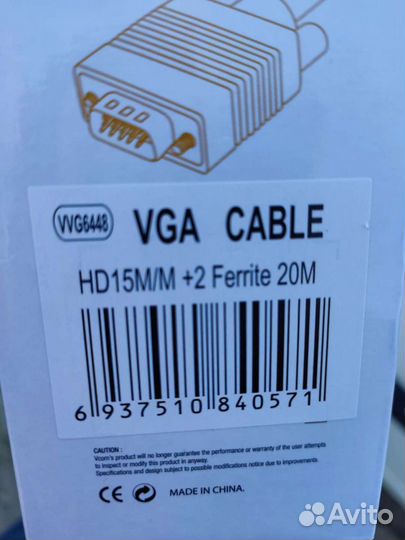 VVG6448
VGA CABLE
HD15M/M +2 Ferrite 20M
6 937510 840571
CAUTION :
Vcom's product will no longer guarantee the performance or warranty of the user attempts
to inspect or modify this product in anyway.
Specifications and design subject to possible modifications notice due to improvements.
CE MADE IN CHINA.
Avito